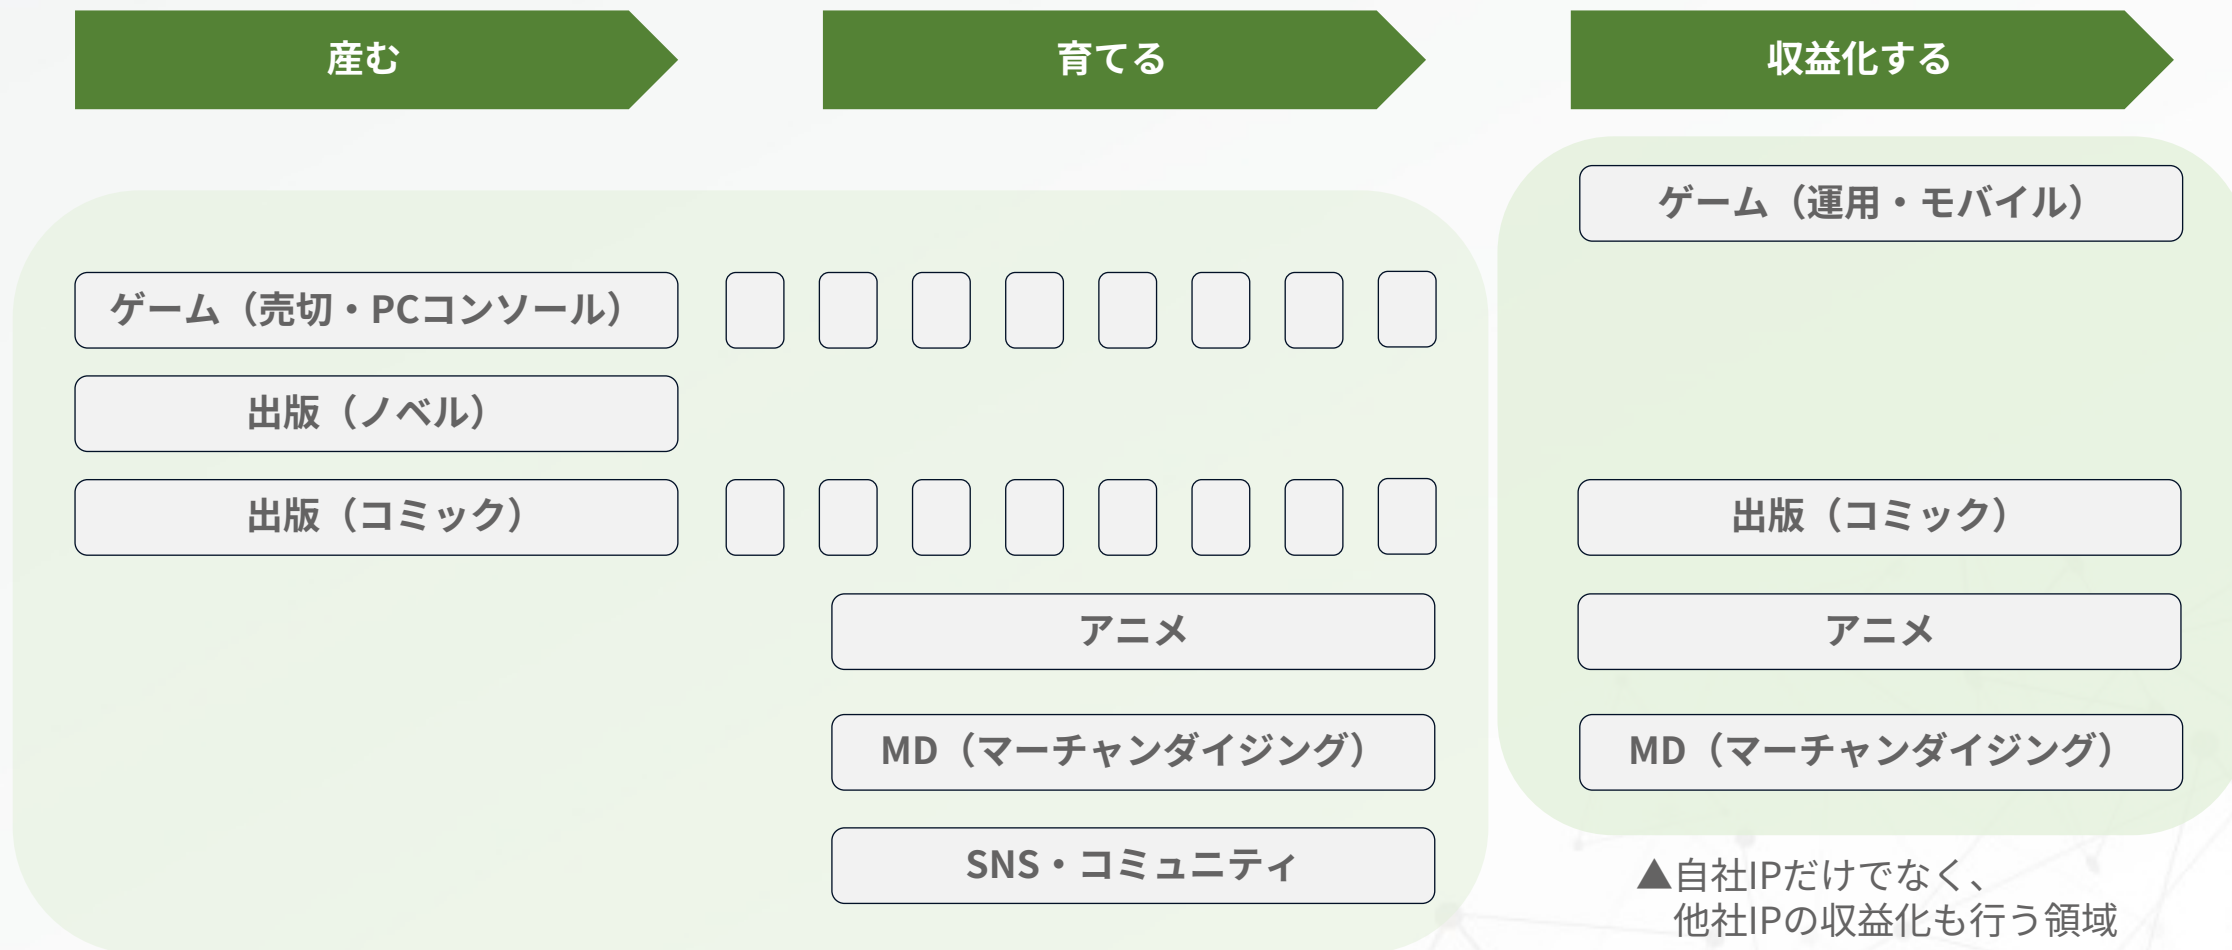 産む
育てる
収益化する
ゲーム（運用・モバイル）
ゲーム（売切・PCコンソール）
出版（ノベル）
出版（コミック）
出版（コミック）
アニメ
アニメ
MD（マーチャンダイジング）
MD（マーチャンダイジング）
SNS・コミュニティ
▲自社IPだけでなく、
他社IPの収益化も行う領域